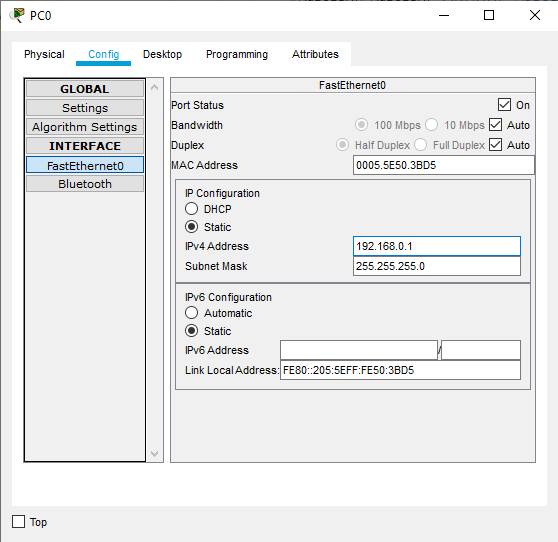 PC0
Physical Config Desktop Programming Attributes
GLOBAL
Settings
Algorithm Settings
INTERFACE
FastEthernet0
Bluetooth
FastEthernet0
Port Status On
Bandwidth 100 Mbps 10 Mbps Auto
Duplex Half Duplex Full Duplex Auto
MAC Address 0005.5E50.3BD5
IP Configuration
DHCP
Static
IPv4 Address 192.168.0.1
Subnet Mask 255.255.255.0
IPv6 Configuration
Automatic
Static
IPv6 Address /
Link Local Address: FE80::205:5EFF:FE50:3BD5
Top